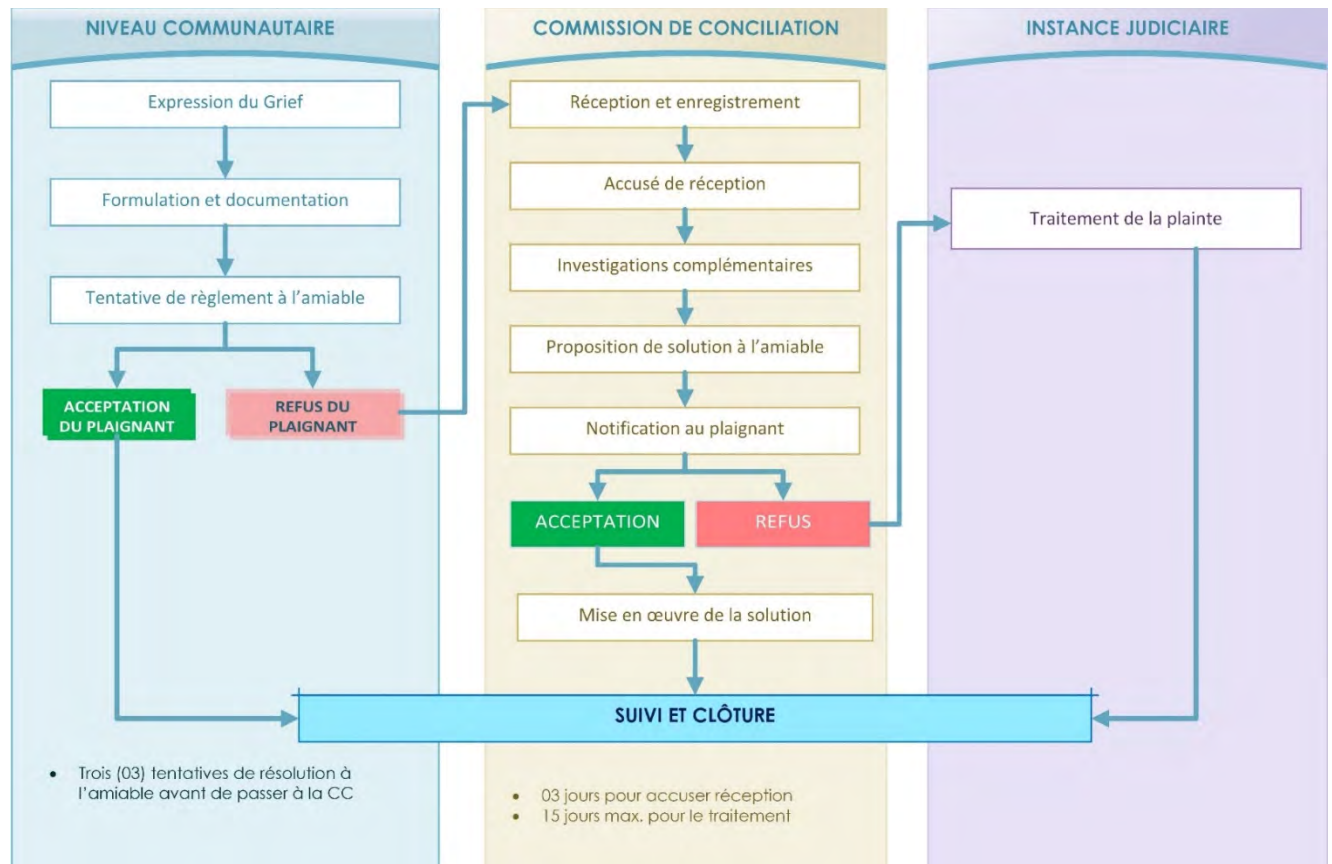 NIVEAU COMMUNAUTAIRE
Expression du Grief
Formulation et documentation
Tentative de règlement à l'amiable
ACCEPTATION
DU PLAIGNANT
REFUS DU
PLAIGNANT
COMMISSION DE CONCILIATION
Réception et enregistrement
Accusé de réception
Investigations complémentaires
Proposition de solution à l'amiable
Notification au plaignant
ACCEPTATION
REFUS
Mise en œuvre de la solution
INSTANCE JUDICIAIRE
Traitement de la plainte
SUIVI ET CLÔTURE
• Trois (03) tentatives de résolution à
l'amiable avant de passer à la CC
• 03 jours pour accuser réception
• 15 jours max. pour le traitement